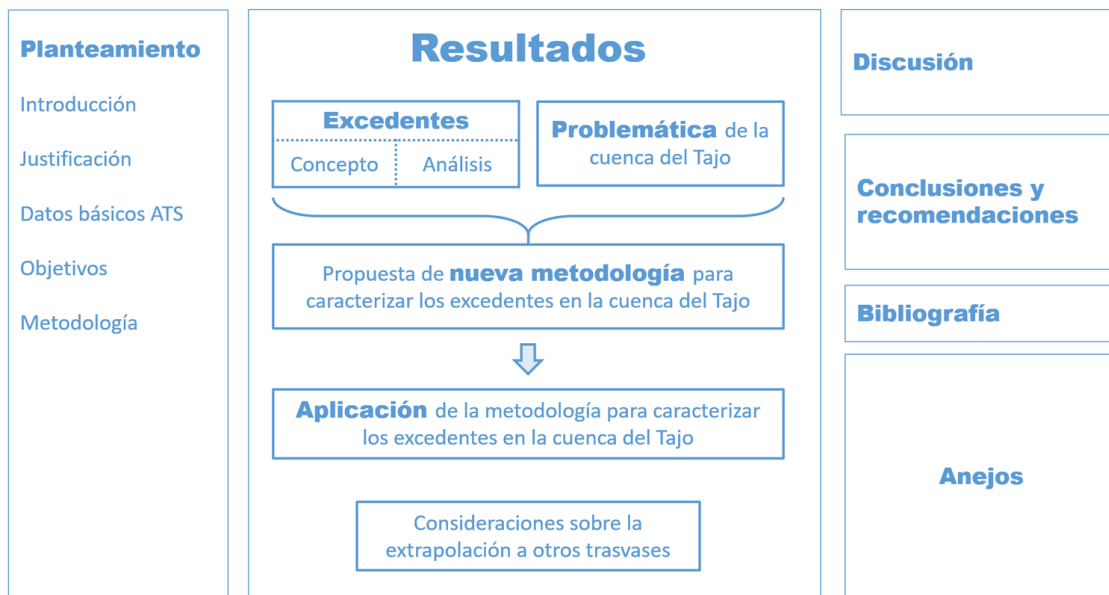 Planteamiento
Introducción
Justificación
Datos básicos ATS
Objetivos
Metodología
Resultados
Excedentes
Concepto
Análisis
Problemática de la
cuenca del Tajo
Propuesta de nueva metodología para
caracterizar los excedentes en la cuenca del Tajo
Aplicación de la metodología para caracterizar
los excedentes en la cuenca del Tajo
Consideraciones sobre la
extrapolación a otros trasvases
Discusión
Conclusiones y
recomendaciones
Bibliografía
Anejos